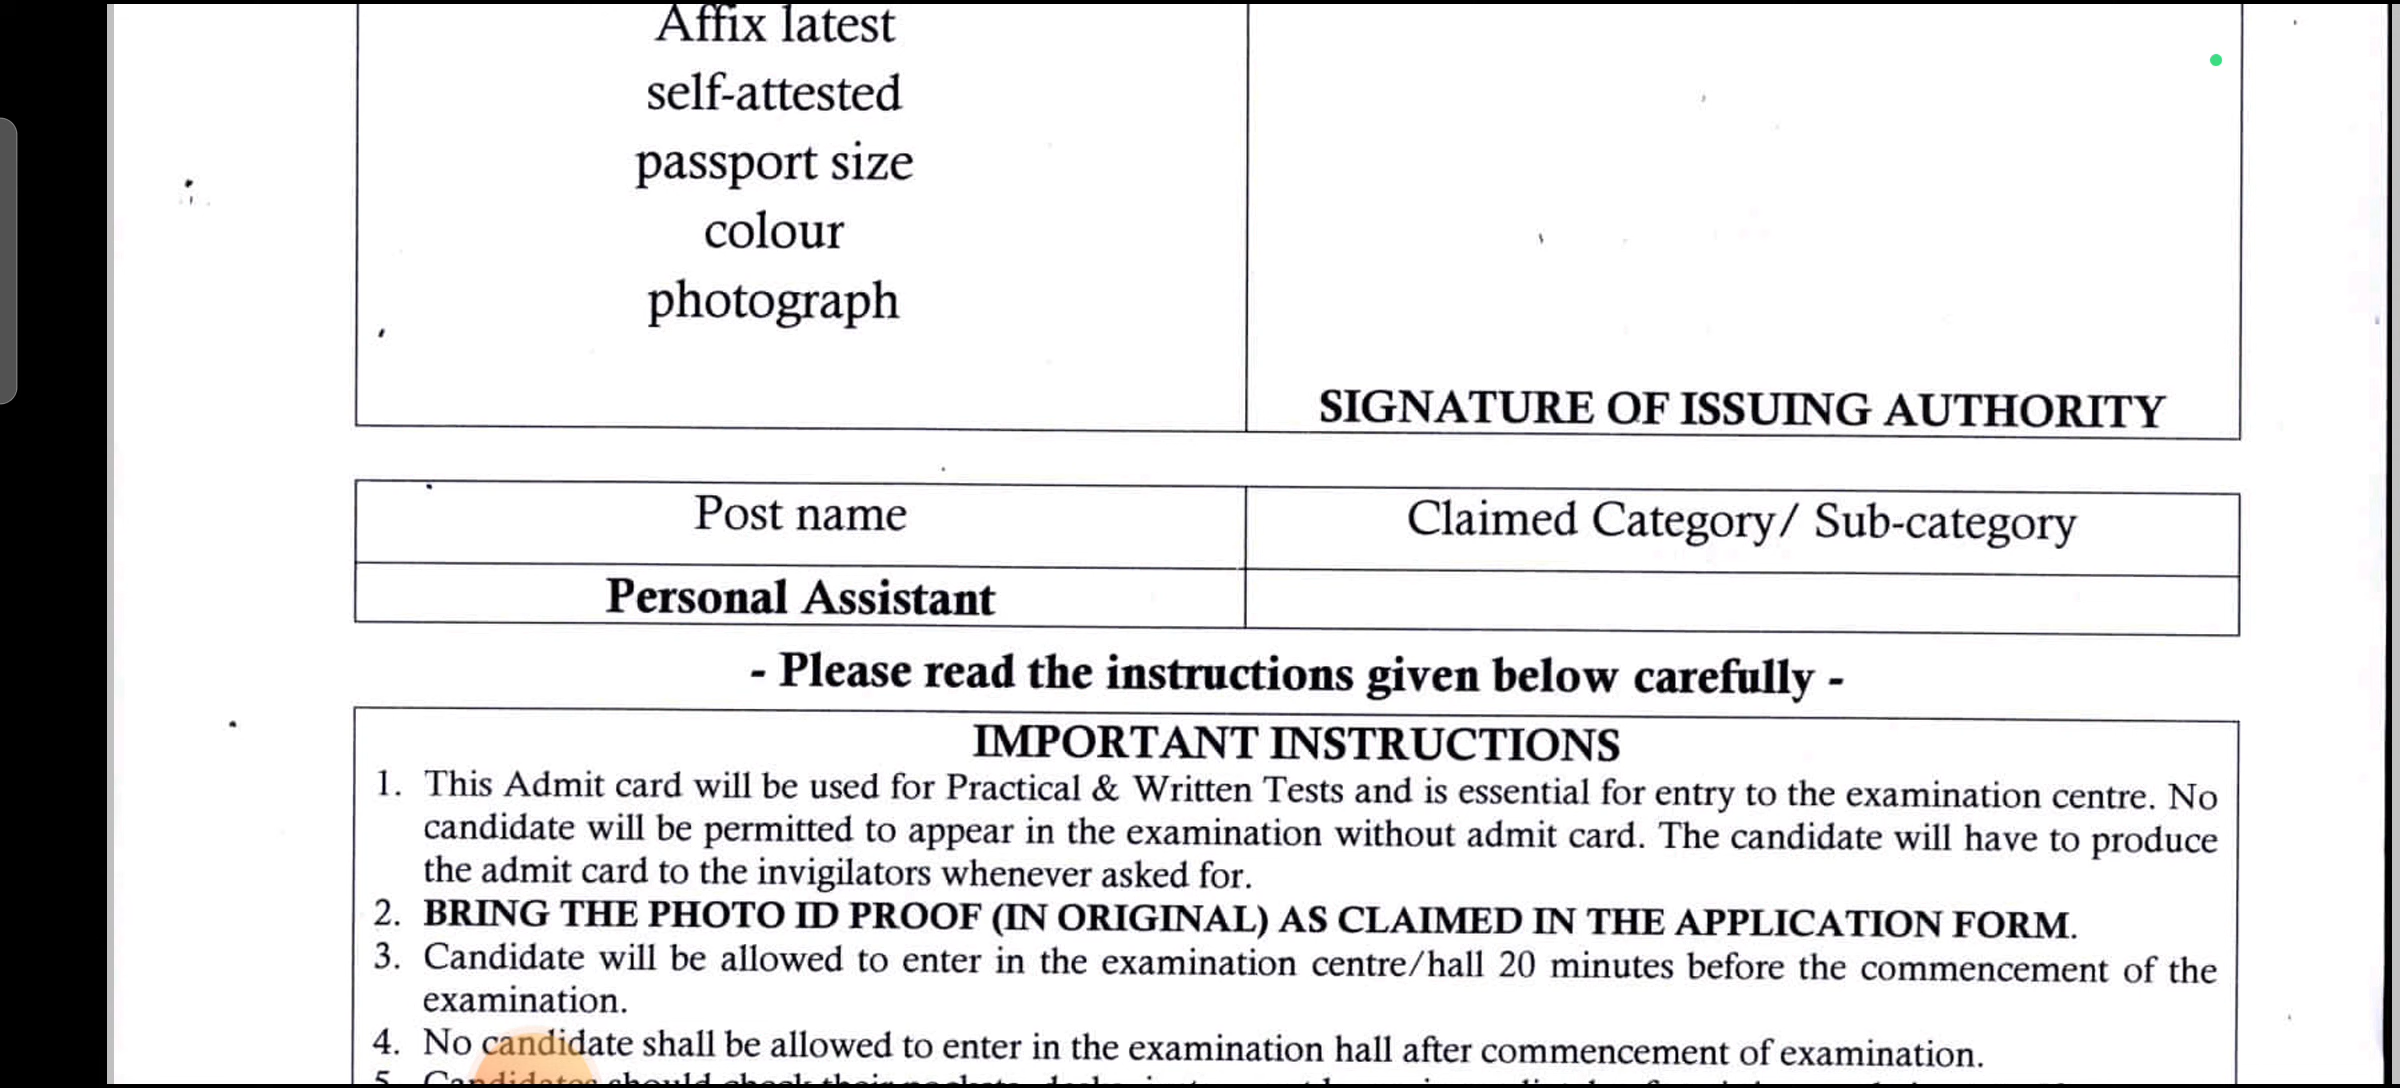 Affix latest
self-attested
passport size
colour
photograph
SIGNATURE OF ISSUING AUTHORITY
Post name
Claimed Category/ Sub-category
Personal Assistant
- Please read the instructions given below carefully -
IMPORTANT INSTRUCTIONS
1. This Admit card will be used for Practical & Written Tests and is essential for entry to the examination centre. No
candidate will be permitted to appear in the examination without admit card. The candidate will have to produce
the admit card to the invigilators whenever asked for.
2. BRING THE PHOTO ID PROOF (IN ORIGINAL) AS CLAIMED IN THE APPLICATION FORM.
3. Candidate will be allowed to enter in the examination centre/hall 20 minutes before the commencement of the
examination.
4. No candidate shall be allowed to enter in the examination hall after commencement of examination.
5. Candidates should check their